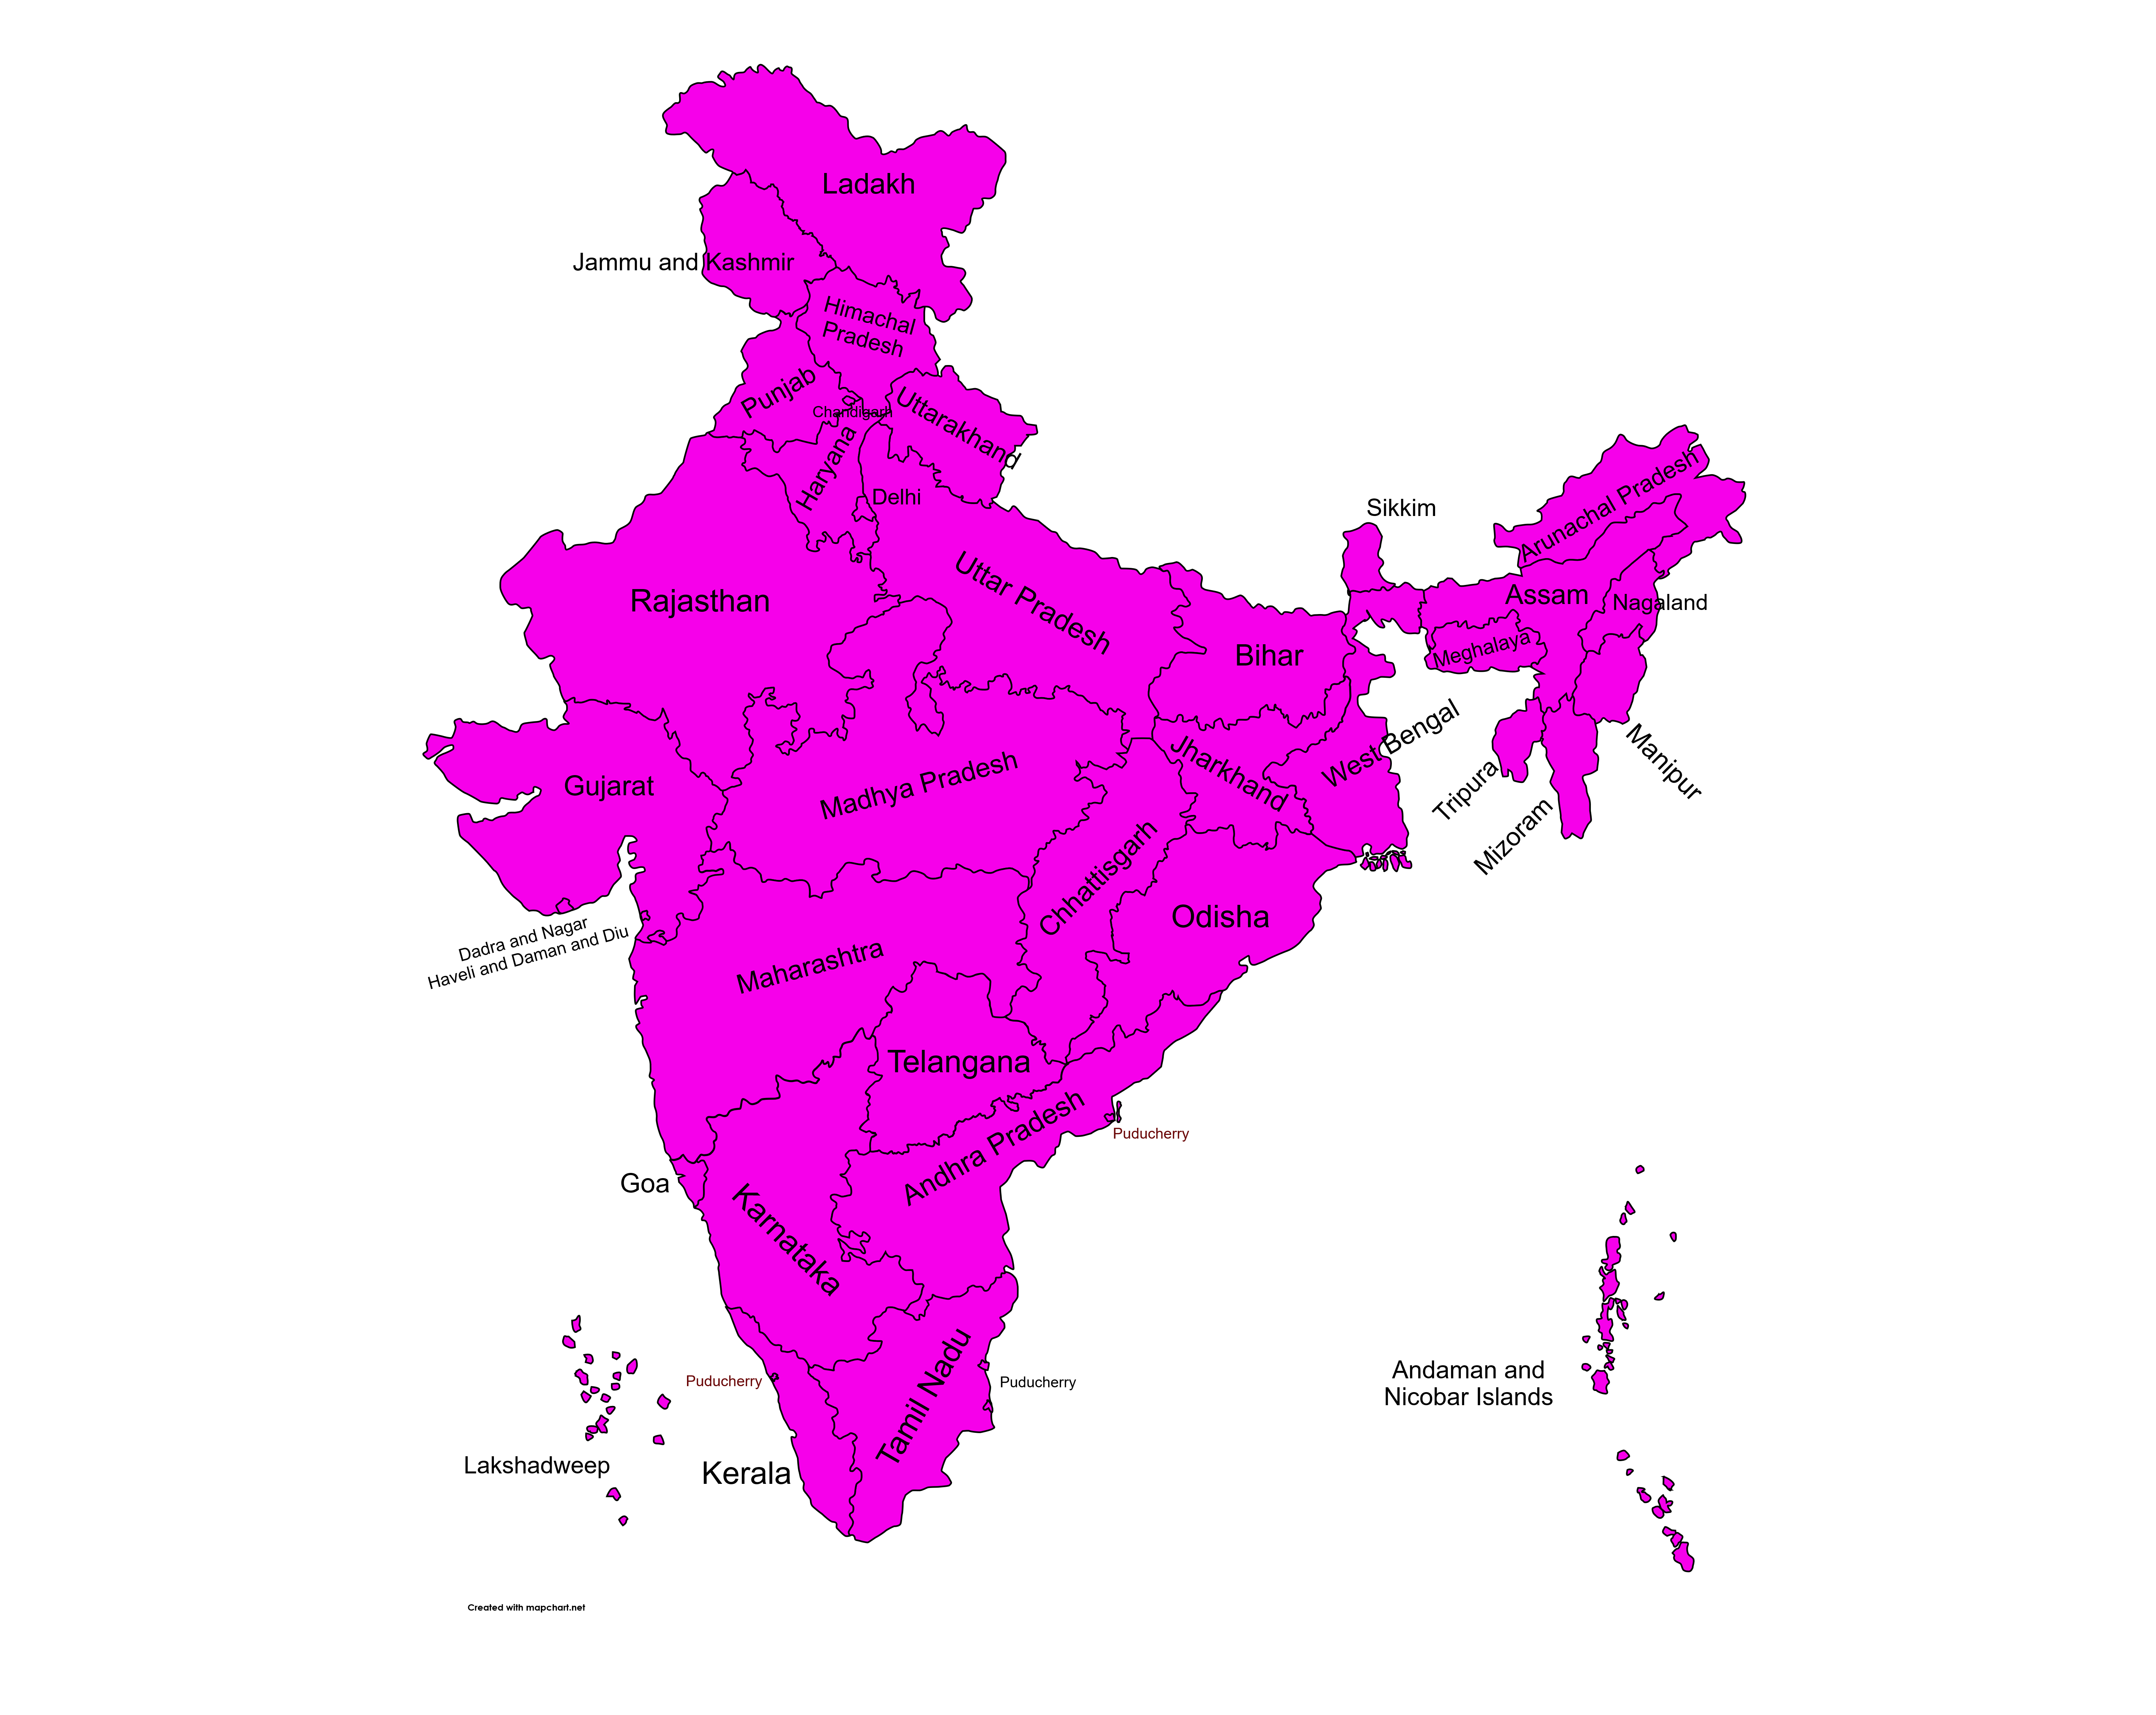 Ladakh
Jammu and Kashmir
Himachal
Pradesh
Punjab
Chandigarh
Uttarakhand
Haryana
Delhi
Arunachal Pradesh
Sikkim
Rajasthan
Uttar Pradesh
Assam
Nagaland
Bihar
Meghalaya
Gujarat
Madhya Pradesh
Jharkhand
West Bengal
Tripura
Mizoram
Manipur
Chhattisgarh
Odisha
Dadra and Nagar
Haveli and Daman and Diu
Maharashtra
Telangana
Andhra Pradesh
Puducherry
Goa
Karnataka
Puducherry
Tamil Nadu
Puducherry
Andaman and
Nicobar Islands
Lakshadweep
Kerala
Created with mapchart.net